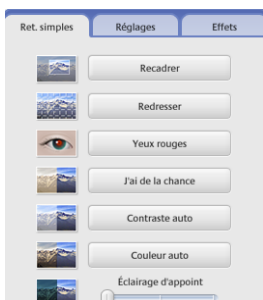 Ret. simples Réglages Effets
Recadrer
Redresser
Yeux rouges
J'ai de la chance
Contraste auto
Couleur auto
Éclairage d'appoint